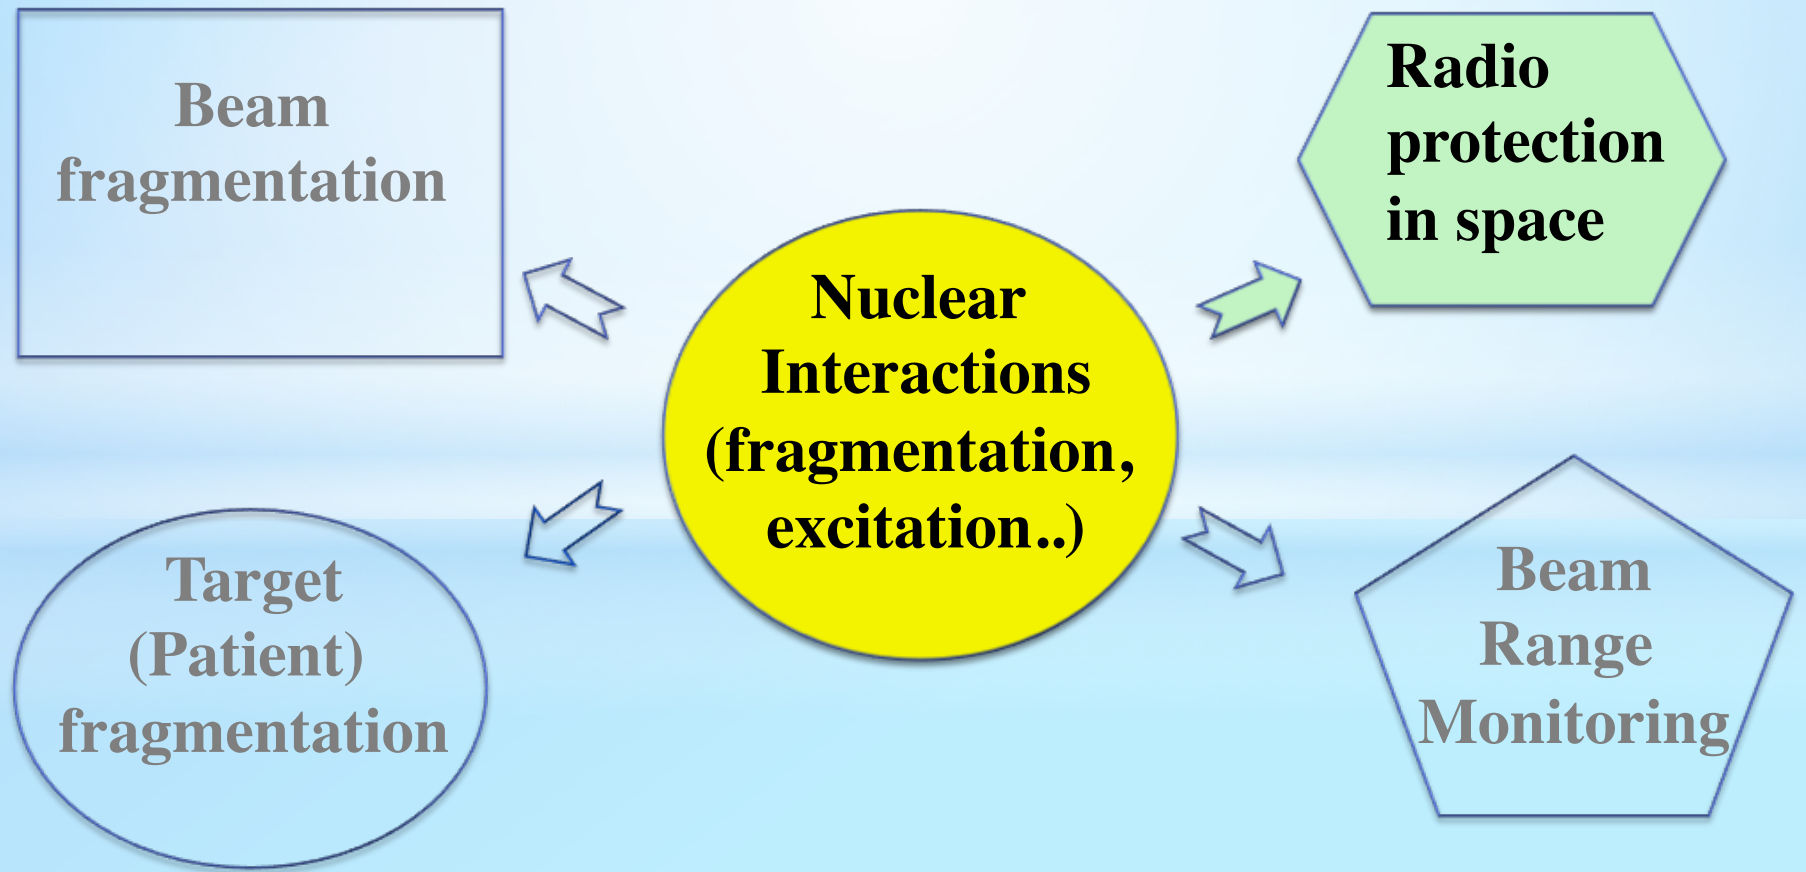 Beam
fragmentation
Radio
protection
in space
Nuclear
Interactions
(fragmentation,
excitation..)
Target
(Patient)
fragmentation
Beam
Range
Monitoring